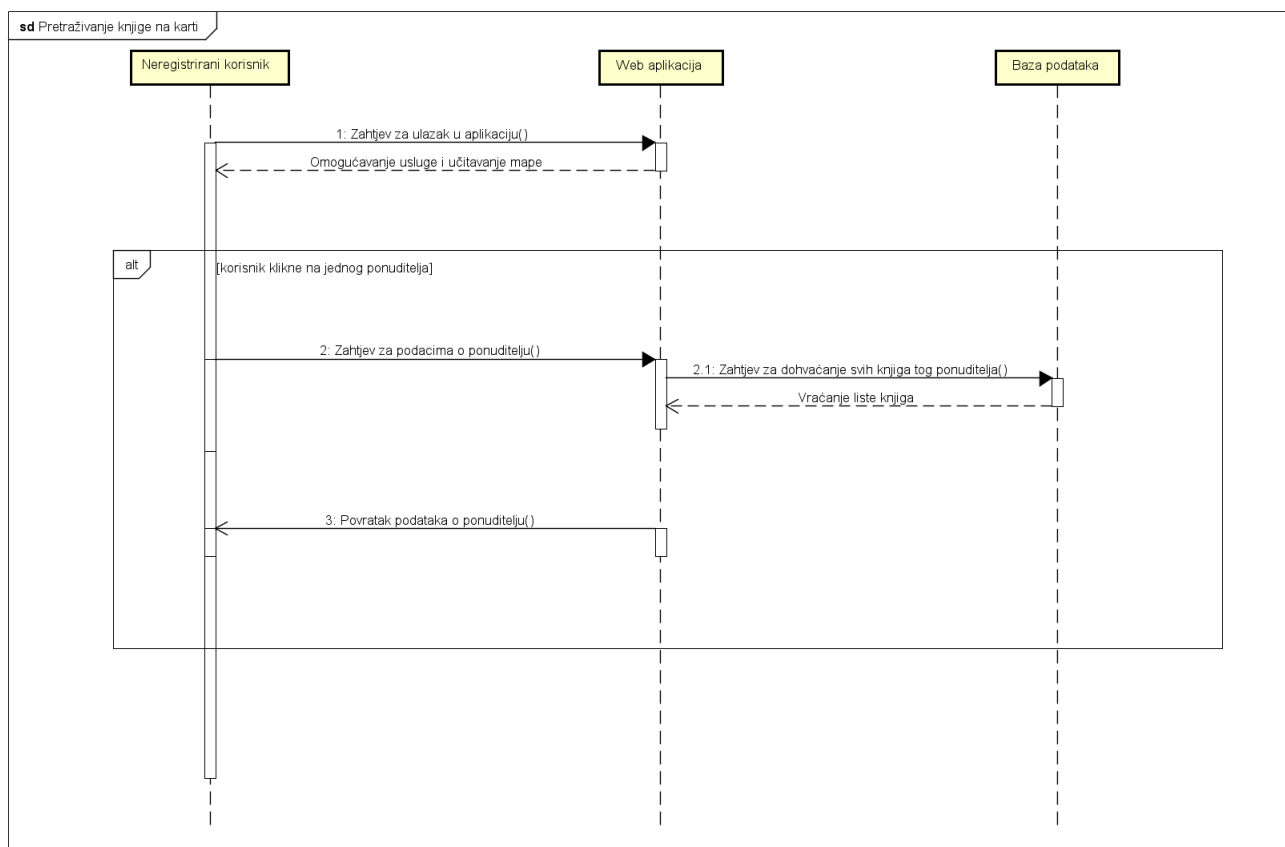 sd Pretraživanje knjige na karti
Neregistrirani korisnik
Web aplikacija
Baza podataka
1: Zahtjev za ulazak u aplikaciju()
Omogućavanje usluge i učitavanje mape
alt
[korisnik klikne na jednog ponuditelja]
2: Zahtjev za podacima o ponuditelju()
2.1: Zahtjev za dohvaćanje svih knjiga tog ponuditelja()
Vraćanje liste knjiga
3: Povratak podataka o ponuditelju()